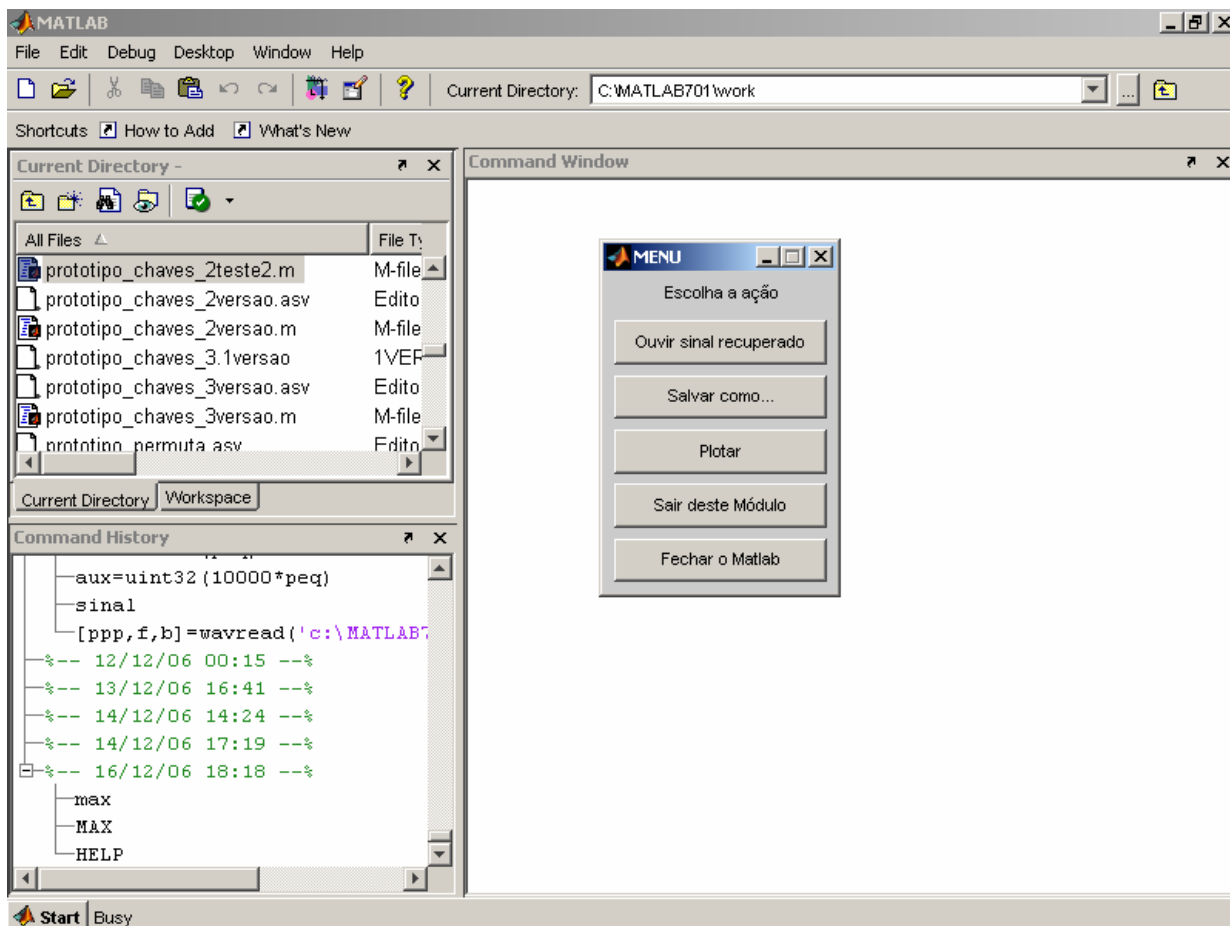 MATLAB
File Edit Debug Desktop Window Help
Current Directory: C:\MATLAB701\work ...
Shortcuts How to Add What's New
Current Directory -
All Files File Ty
prototipo_chaves_2teste2.m M-file
prototipo_chaves_2versao.asv Edito
prototipo_chaves_2versao.m M-file
prototipo_chaves_3.1versao 1VER
prototipo_chaves_3versao.asv Edito
prototipo_chaves_3versao.m M-file
prototipo_permuta.asv Edito
Current Directory Workspace
Command History
aux=uint32(10000*peq)
sinal
[ppp,f,b]=wavread('c:\MATLAB7
%-- 12/12/06 00:15 --%
%-- 13/12/06 16:41 --%
%-- 14/12/06 14:24 --%
%-- 14/12/06 17:19 --%
%-- 16/12/06 18:18 --%
max
MAX
HELP
Command Window
MENU
Escolha a ação
Ouvir sinal recuperado
Salvar como...
Plotar
Sair deste Módulo
Fechar o Matlab
Start Busy